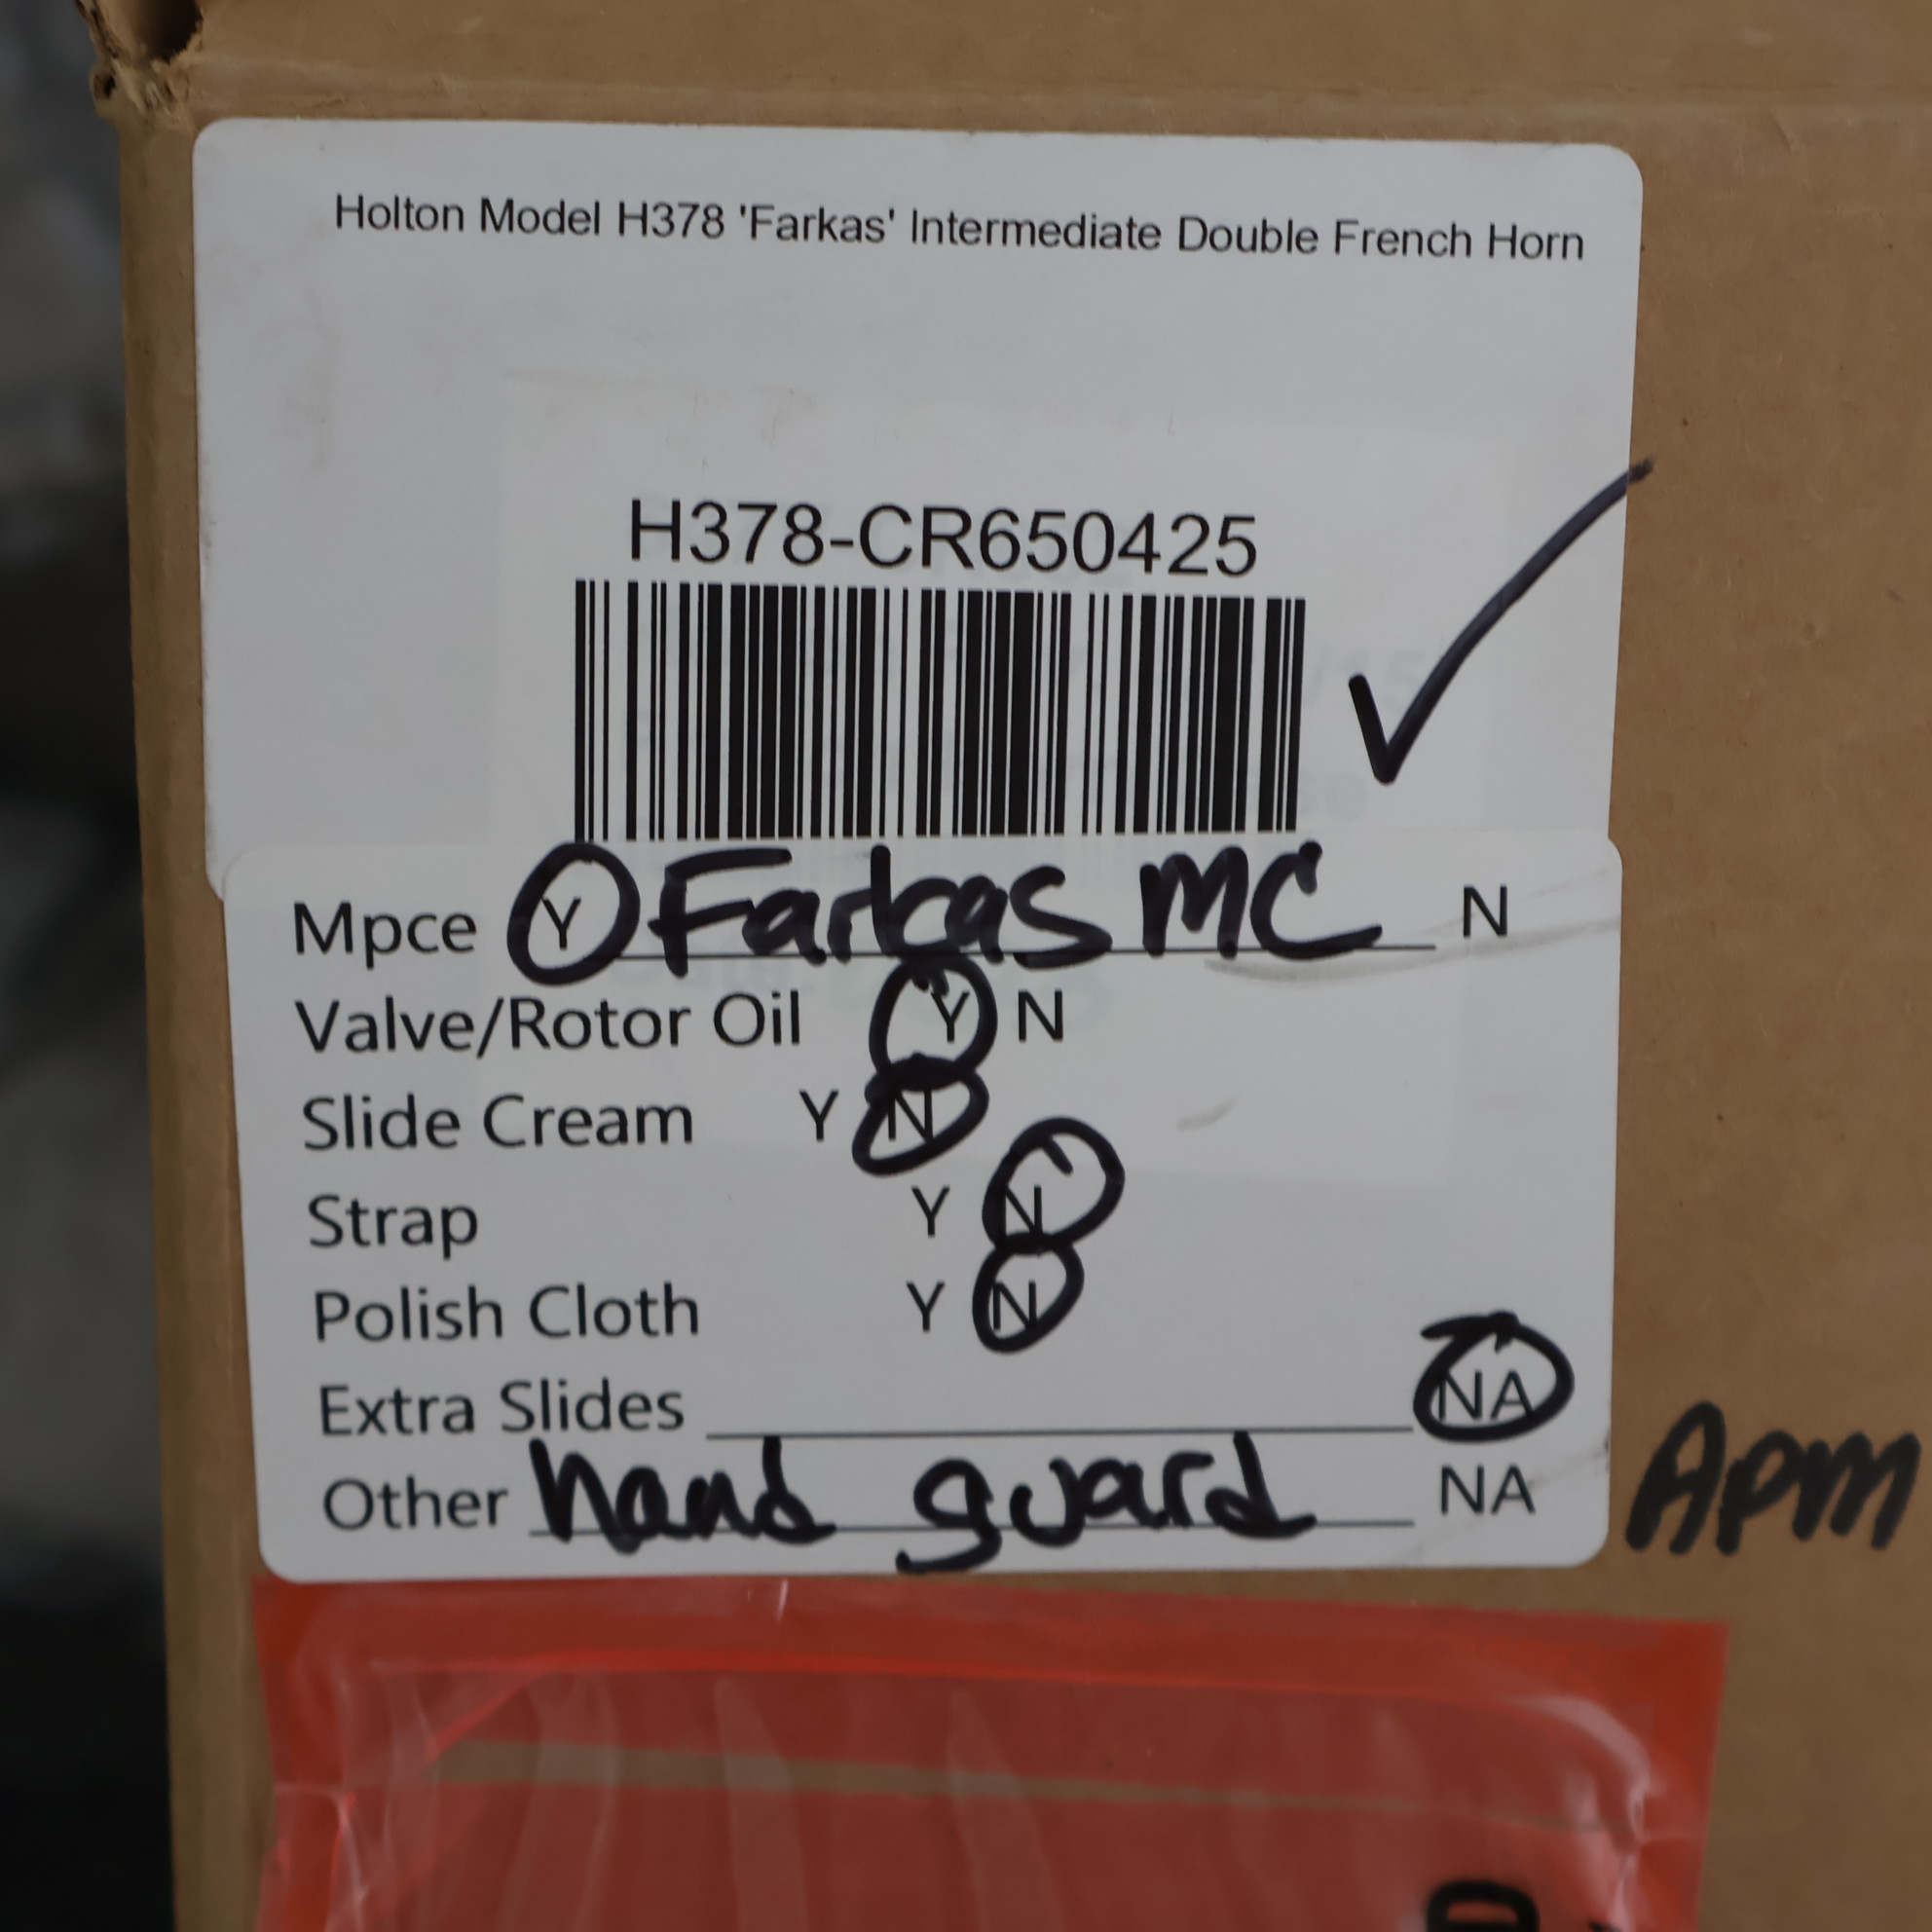 Holton Model H378 'Farkas' Intermediate Double French Horn
H378-CR650425
Mpce Y Farkas MC N
Valve/Rotor Oil Y N
Slide Cream Y N
Strap Y N
Polish Cloth Y N
Extra Slides NA
Other hand guard NA
APM